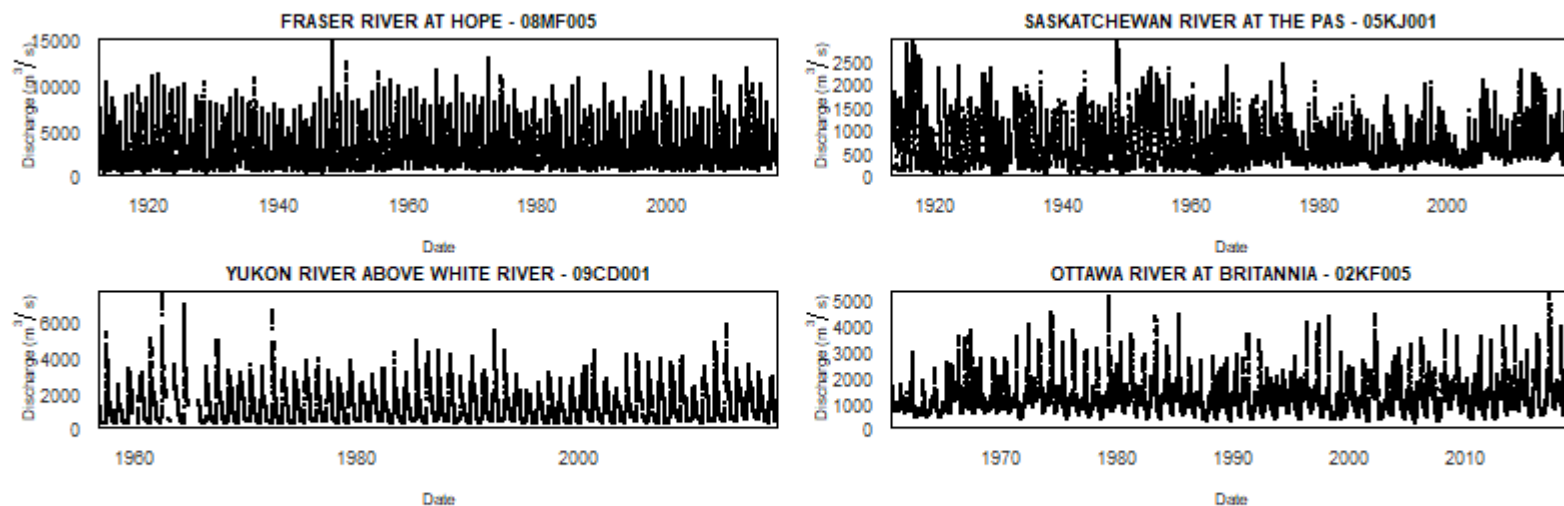 FRASER RIVER AT HOPE - 08MF005
Discharge (m³/ s)
15000
10000
5000
0
1920 1940 1960 1980 2000
Date
SASKATCHEWAN RIVER AT THE PAS - 05KJ001
Discharge (m³/ s)
2500
2000
1500
1000
500
0
1920 1940 1960 1980 2000
Date
YUKON RIVER ABOVE WHITE RIVER - 09CD001
Discharge (m³/ s)
6000
4000
2000
0
1960 1980 2000
Date
OTTAWA RIVER AT BRITANNIA - 02KF005
Discharge (m³/ s)
5000
4000
3000
2000
1000
0
1970 1980 1990 2000 2010
Date